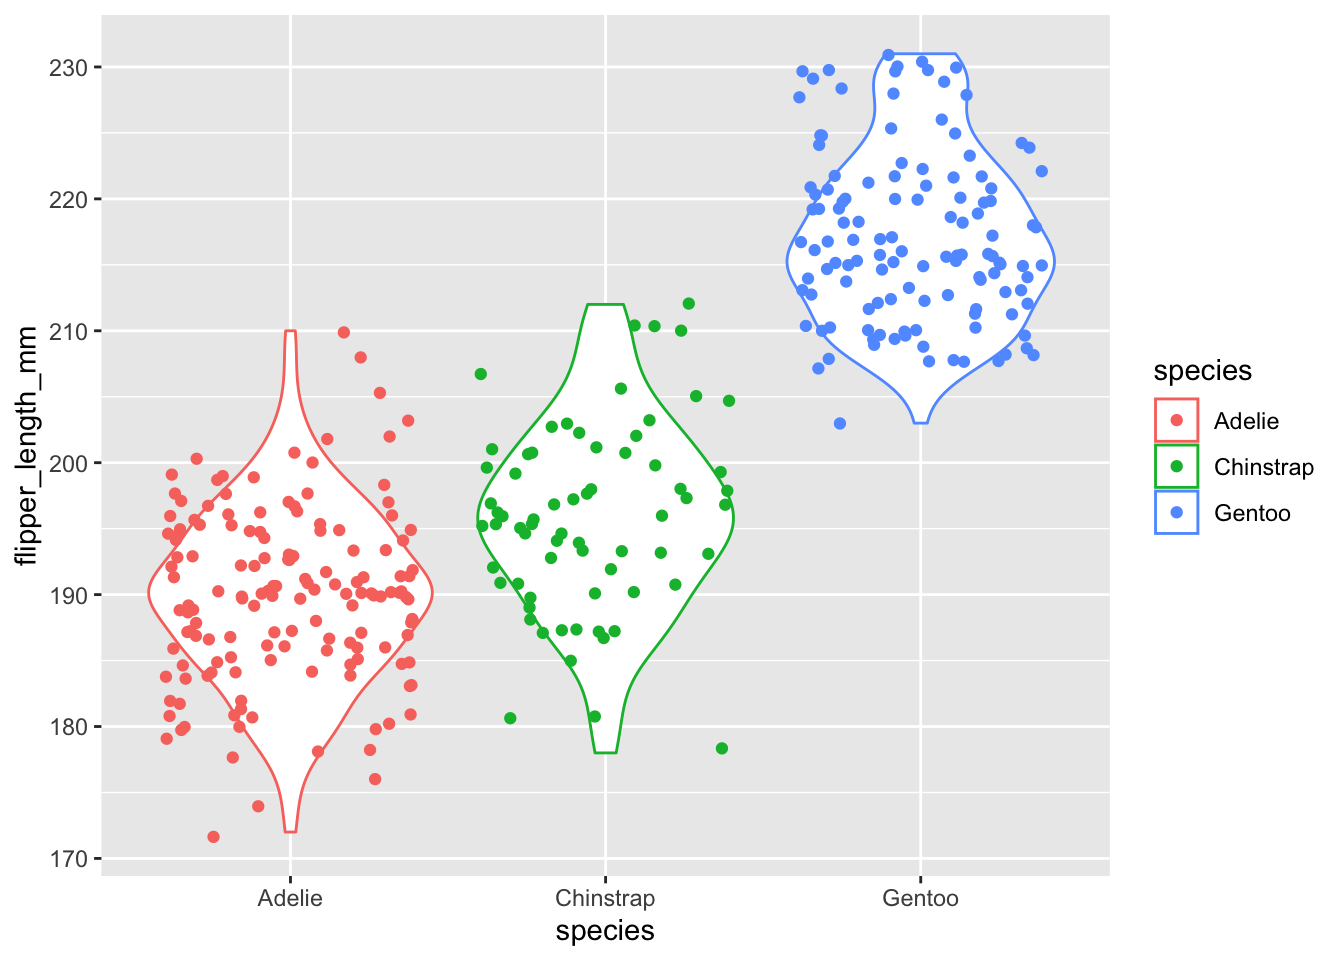 flipper_length_mm
230
220
210
200
190
180
170
Adelie
Chinstrap
Gentoo
species
species
Adelie
Chinstrap
Gentoo